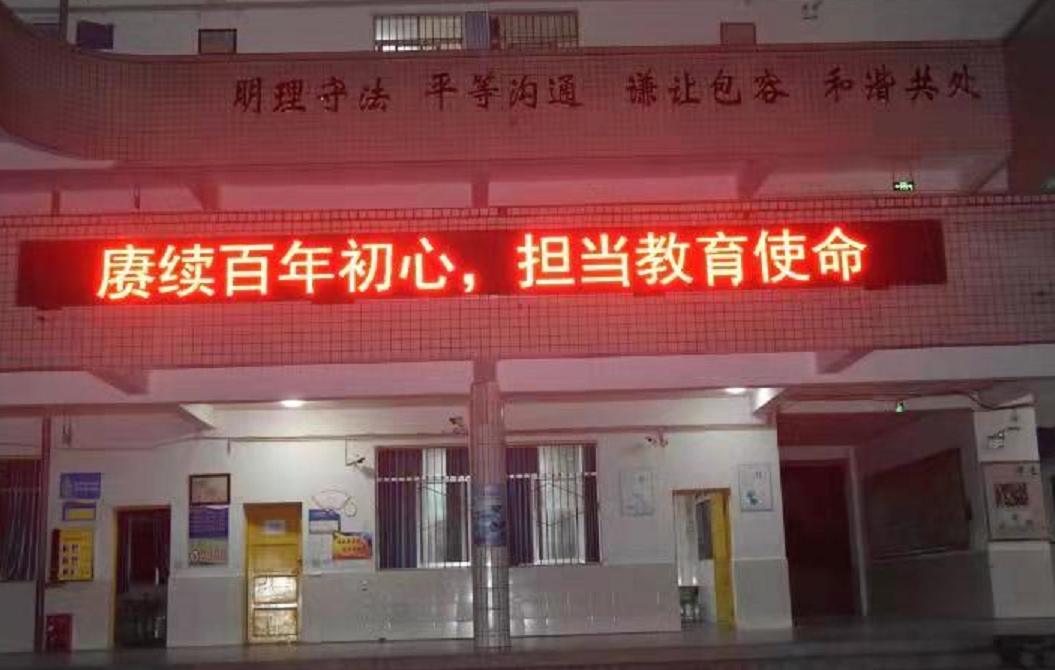 明理守法 平等沟通 谦让包容 和谐共处
赓续百年初心，担当教育使命